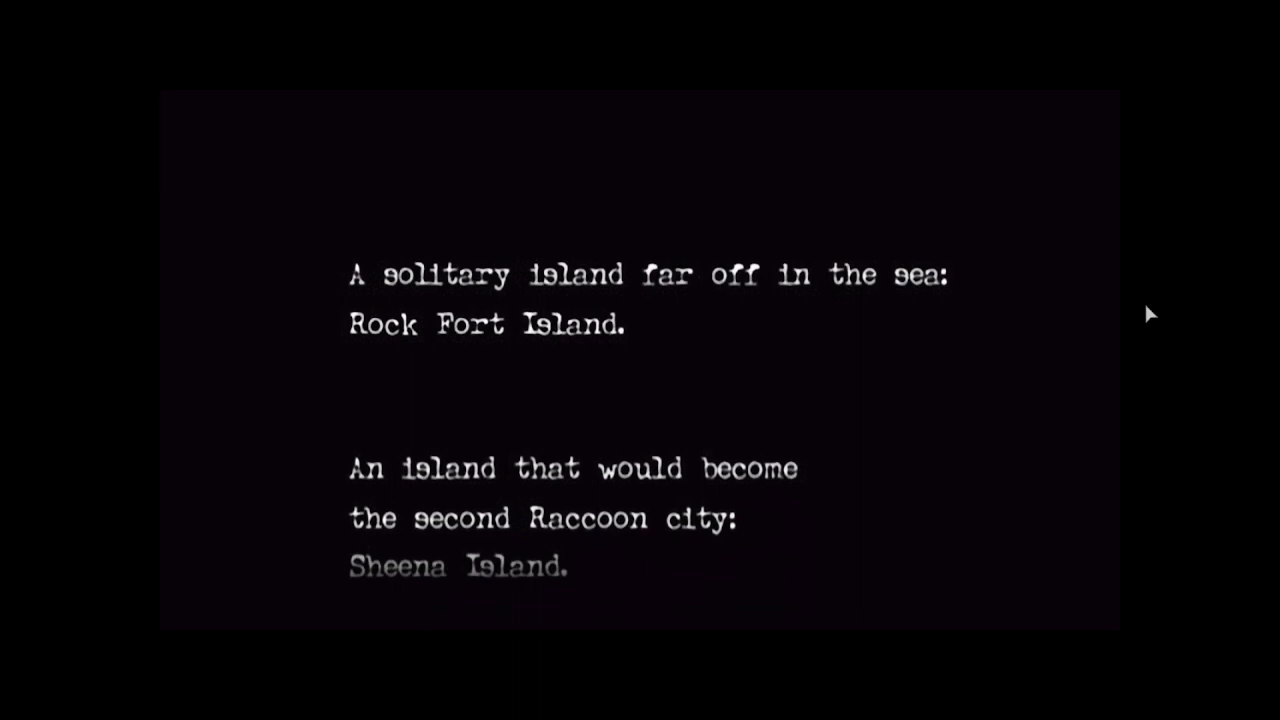 A solitary island far off in the sea:
Rock Fort Island.
An island that would become
the second Raccoon city:
Sheena Island.